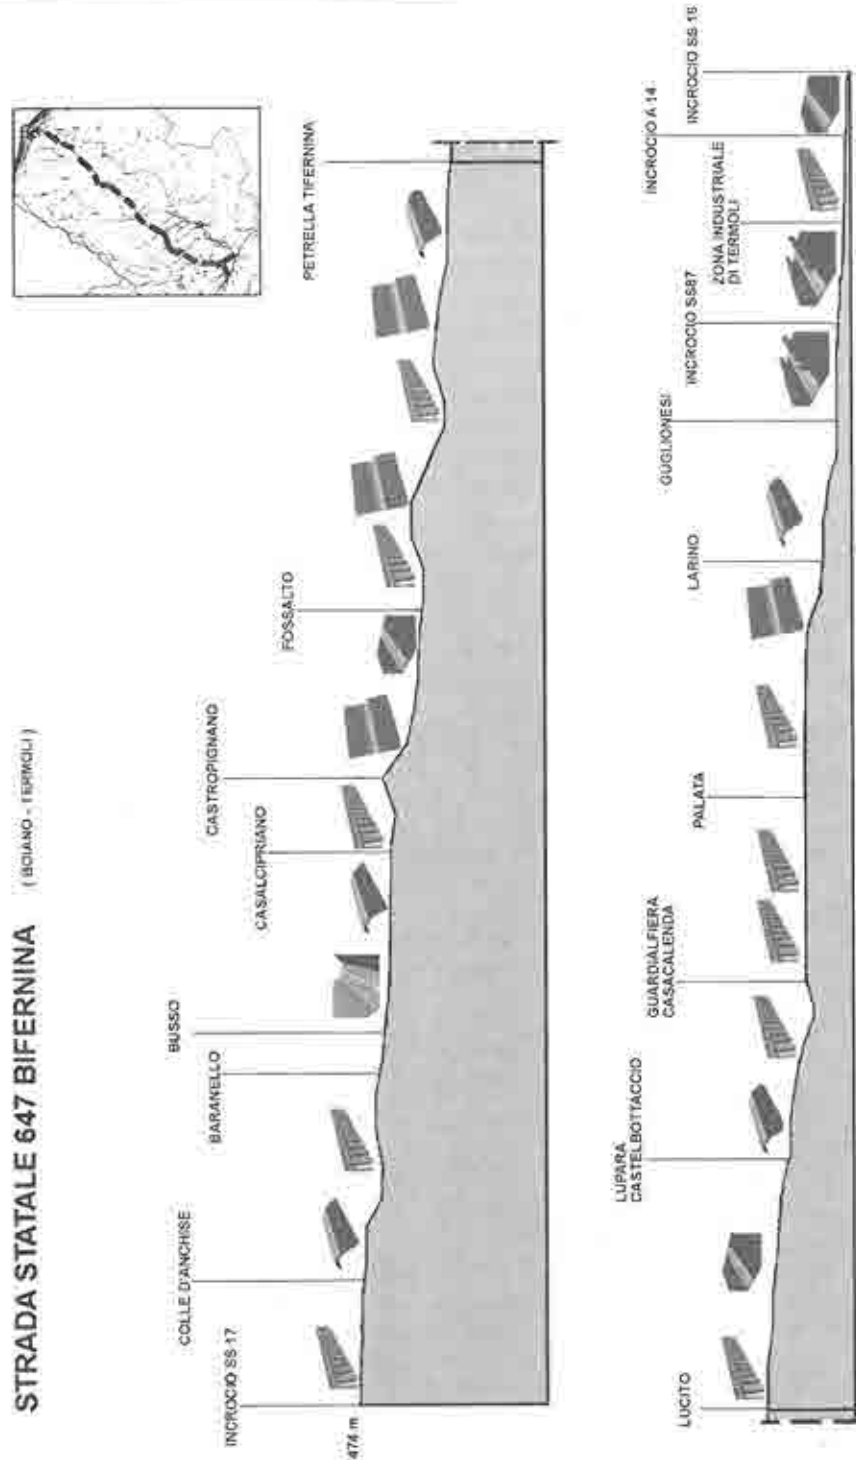 STRADA STATALE 647 BIFERNINA
( BOIANO - TERMOLI )
474 m
INCROCIO SS 17
COLLE D'ANCHISE
BARANELLO
BUSSO
CASALCIPRIANO
CASTROPIGNANO
FOSSALTO
PETRELLA TIFERNINA
LUCITO
LUPARA
CASTELBOTTACCIO
GUARDIALFIERA
CASACALENDA
PALATA
LARINO
GUGLIONESI
INCROCIO SS87
ZONA INDUSTRIALE
DI TERMOLI
INCROCIO A 14
INCROCIO SS 16